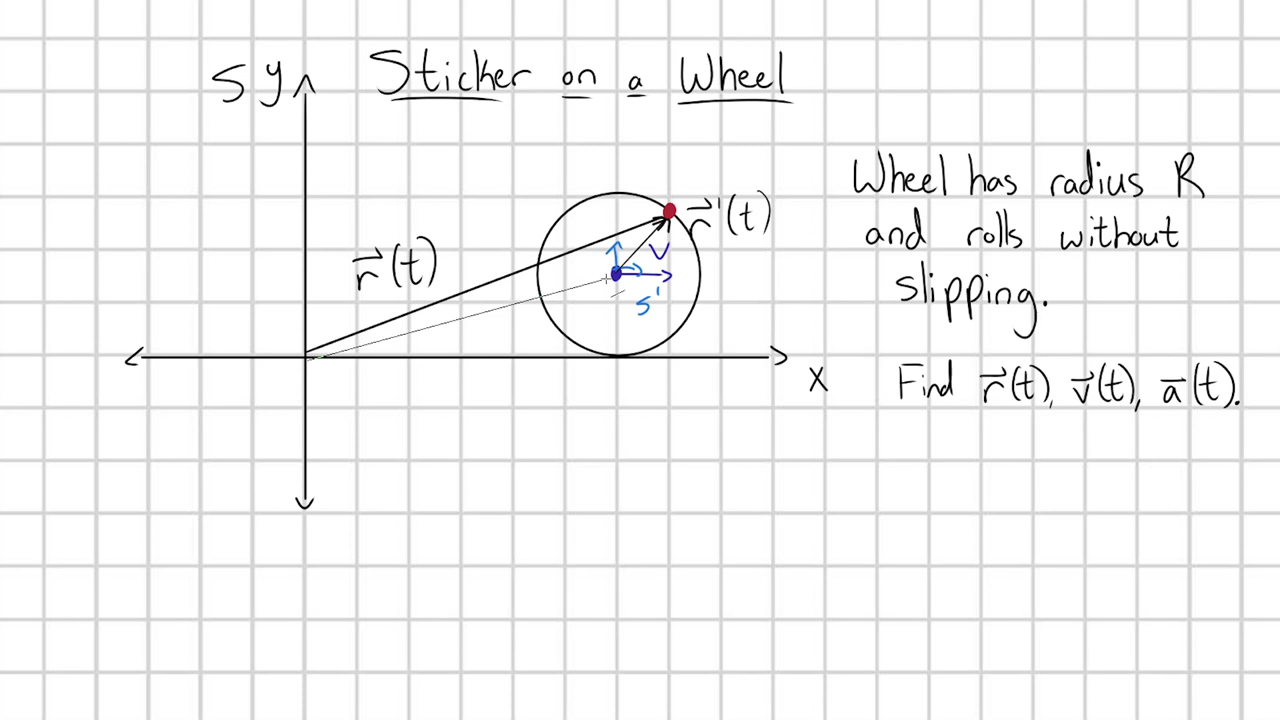 Sticker on a Wheel
S y
Wheel has radius R
and rolls without
slipping.
r⃗(t)
r⃗'(t)
V
S'
x
Find r⃗(t), v⃗(t), a⃗(t).